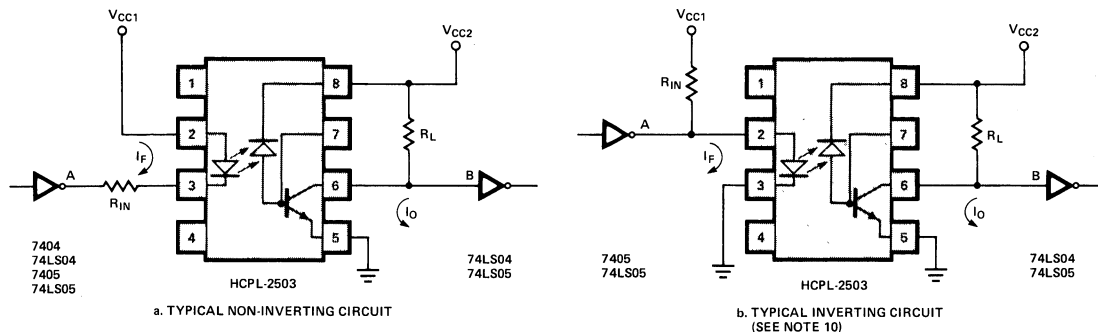 VCC1
VCC2
1
8
RL
2
7
IF
A
3
6
B
RIN
IO
4
5
7404
74LS04
7405
74LS05
74LS04
74LS05
HCPL-2503
a. TYPICAL NON-INVERTING CIRCUIT
VCC1
VCC2
RIN
1
8
A
RL
2
7
IF
3
6
B
IO
4
5
7405
74LS05
74LS04
74LS05
HCPL-2503
b. TYPICAL INVERTING CIRCUIT
(SEE NOTE 10)